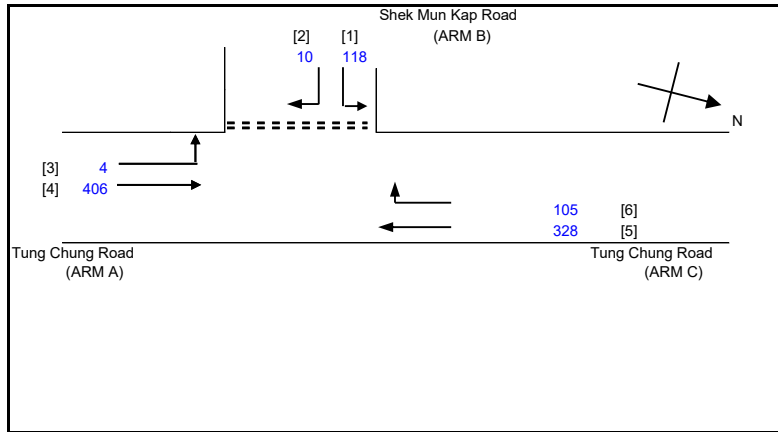 Shek Mun Kap Road
(ARM B)
[2] [1]
10 118
N
[3] 4
[4] 406
105 [6]
328 [5]
Tung Chung Road
(ARM A)
Tung Chung Road
(ARM C)